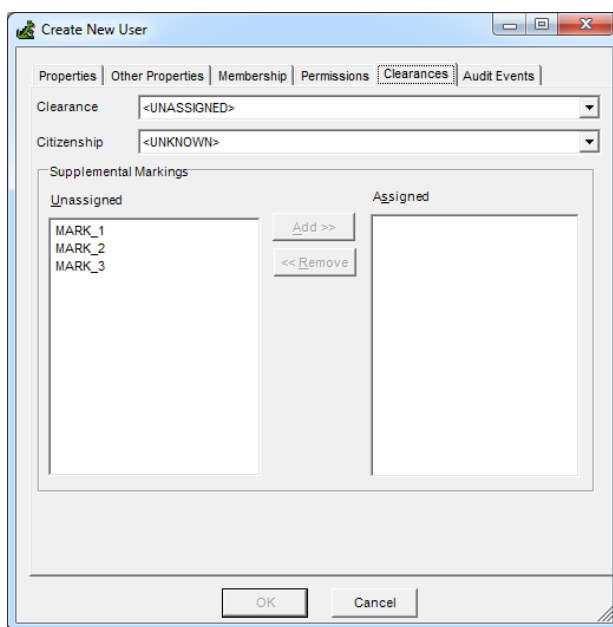 Create New User
Properties Other Properties Membership Permissions Clearances Audit Events
Clearance <UNASSIGNED>
Citizenship <UNKNOWN>
Supplemental Markings
Unassigned Assigned
MARK_1 Add >>
MARK_2
MARK_3 << Remove
OK Cancel